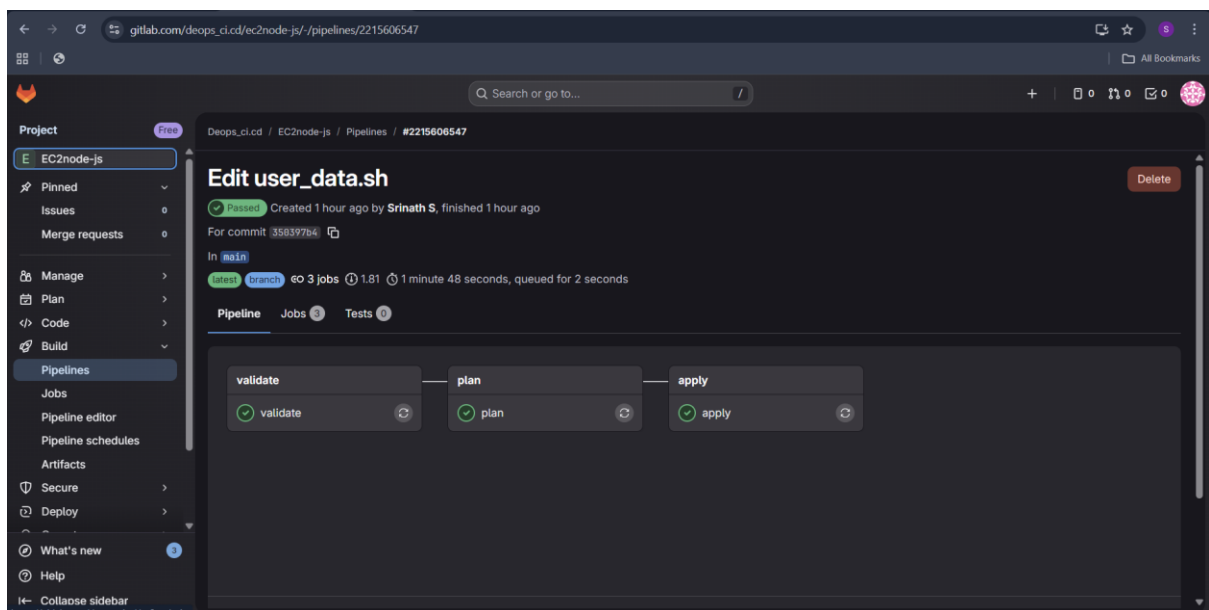 gitlab.com/deops_ci.cd/ec2node-js/-/pipelines/2215606547
S
All Bookmarks
Search or go to...
/
0
0
0
Project
Free
E EC2node-js
Pinned
Issues 0
Merge requests 0
Manage
Plan
Code
Build
Pipelines
Jobs
Pipeline editor
Pipeline schedules
Artifacts
Secure
Deploy
What's new 3
Help
Collapse sidebar
Deops_ci.cd / EC2node-js / Pipelines / #2215606547
Edit user_data.sh
Delete
Passed Created 1 hour ago by Srinath S, finished 1 hour ago
For commit 350397b4
In main
latest branch 3 jobs 1.81 1 minute 48 seconds, queued for 2 seconds
Pipeline Jobs 3 Tests 0
validate plan apply
validate plan apply